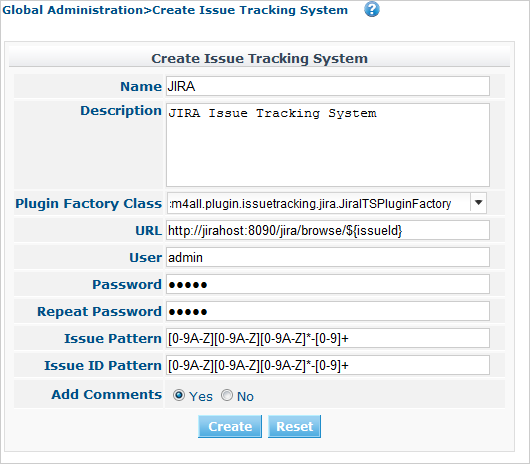 Global Administration>Create Issue Tracking System ?
Create Issue Tracking System
Name JIRA
Description JIRA Issue Tracking System
Plugin Factory Class :m4all.plugin.issuetracking.jira.JiraITSPluginFactory
URL http://jirahost:8090/jira/browse/${issueId}
User admin
Password ●●●●●
Repeat Password ●●●●●
Issue Pattern [0-9A-Z][0-9A-Z][0-9A-Z]*-[0-9]+
Issue ID Pattern [0-9A-Z][0-9A-Z][0-9A-Z]*-[0-9]+
Add Comments Yes No
Create Reset